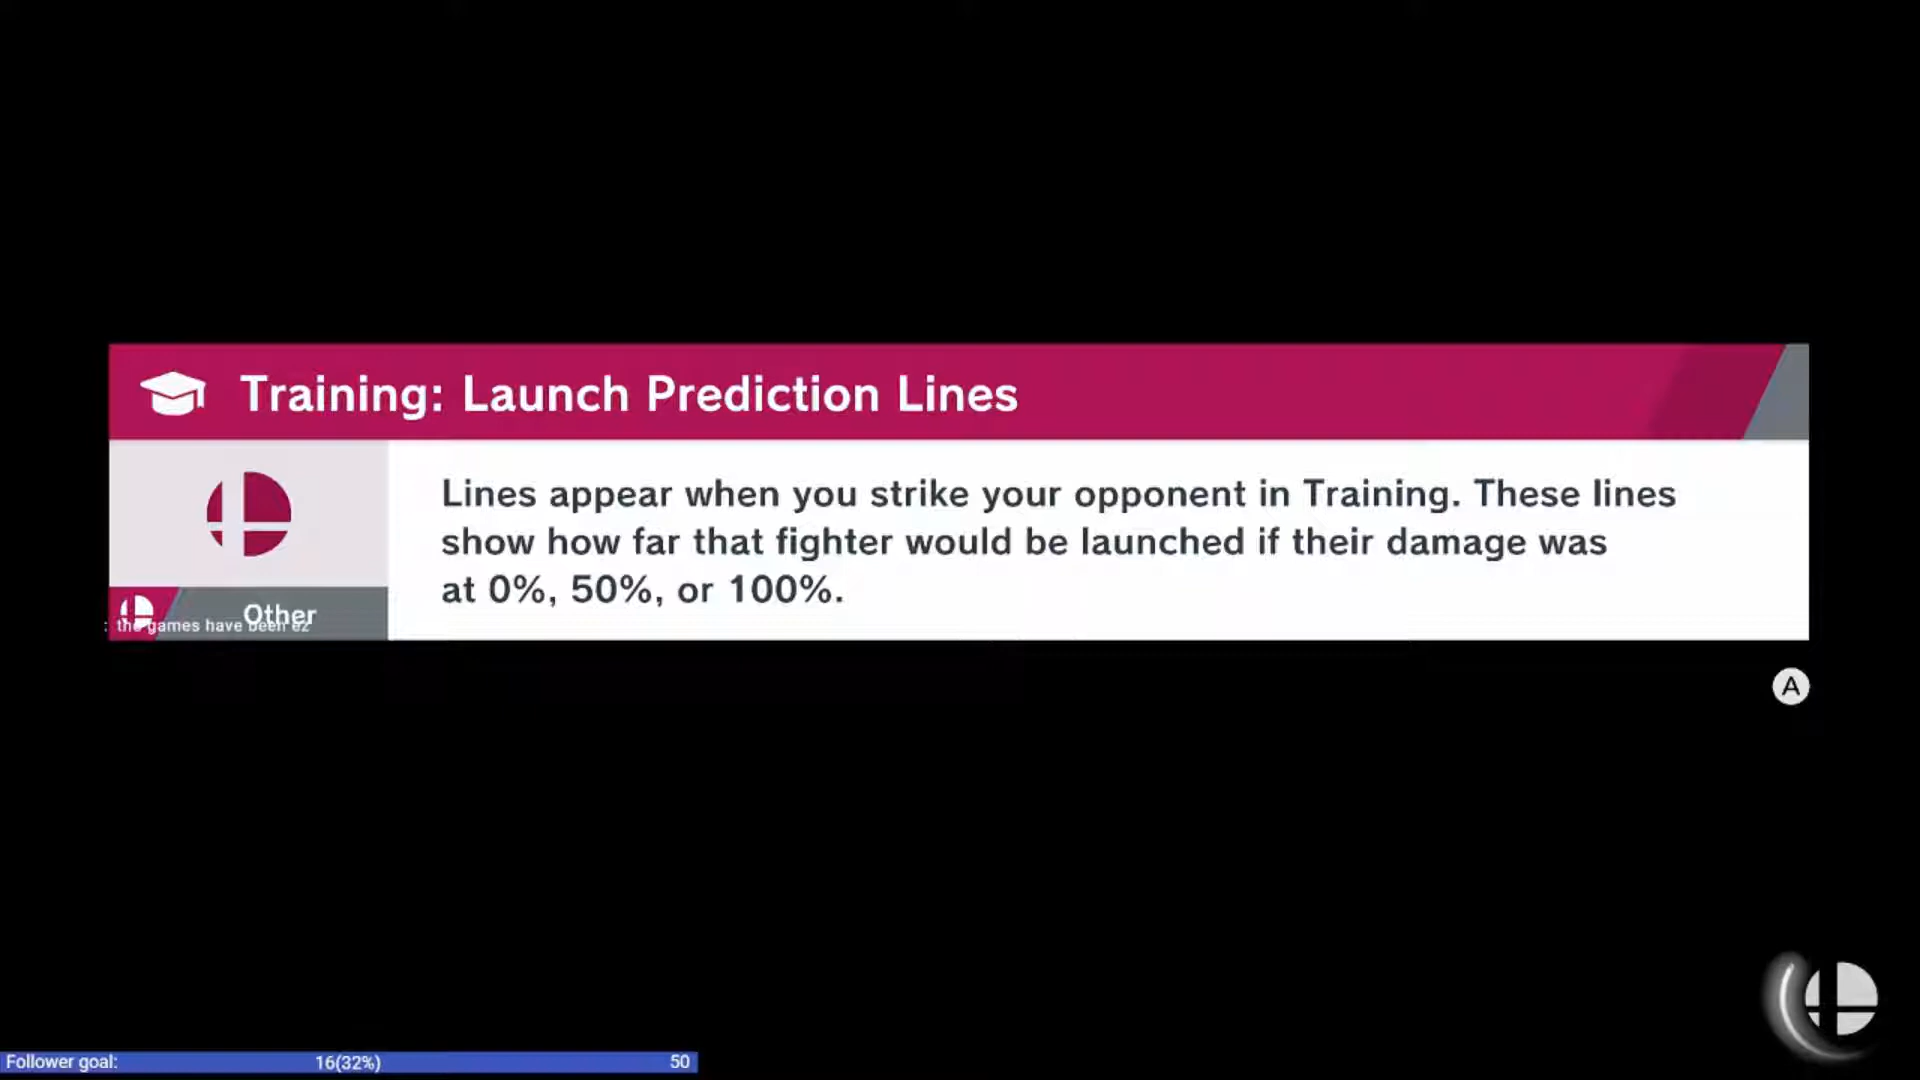 Training: Launch Prediction Lines
Lines appear when you strike your opponent in Training. These lines
show how far that fighter would be launched if their damage was
at 0%, 50%, or 100%.
Other
: the games have been ez
A
Follower goal: 16(32%) 50